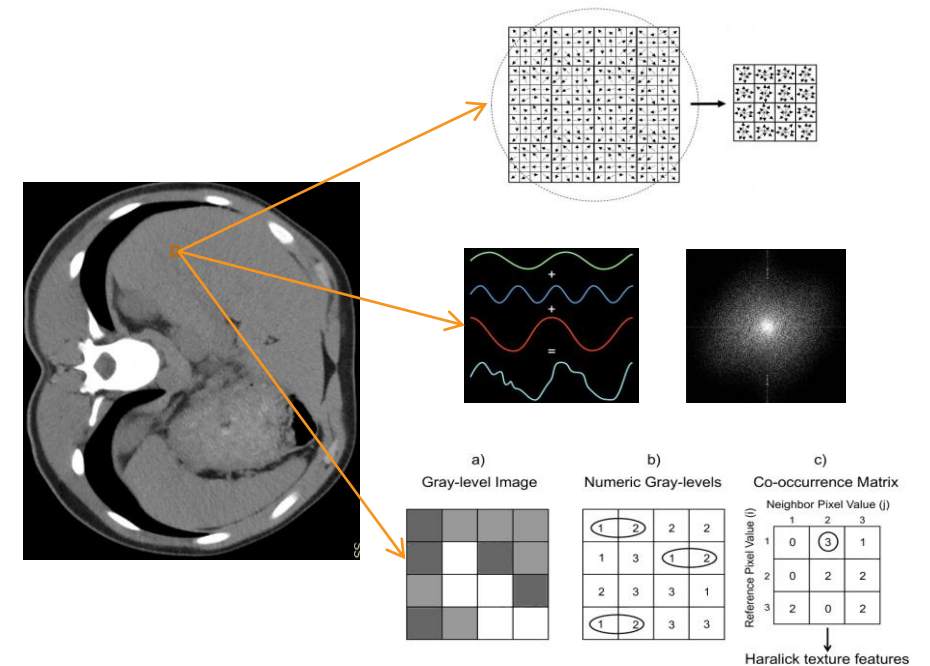 +
+
=
SS
a)
b)
c)
Gray-level Image
Numeric Gray-levels
Co-occurrence Matrix
Neighbor Pixel Value (j)
1 2 3
Reference Pixel Value (i)
1 2 2 2
1 3 1 2
2 3 3 1
1 2 3 3
1 0 3 1
2 0 2 2
3 2 0 2
Haralick texture features